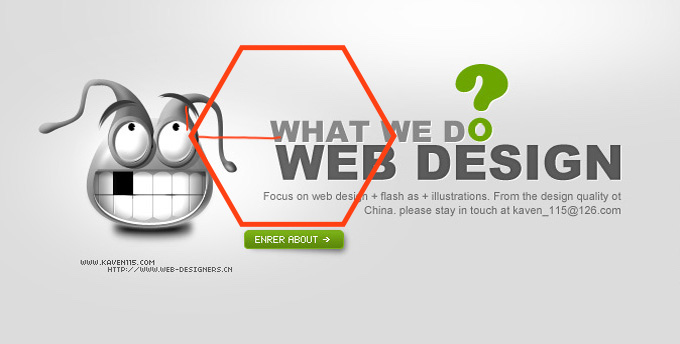 ?
WHAT WE DO
WEB DESIGN
Focus on web design + flash as + illustrations. From the design quality ot
China. please stay in touch at kaven_115@126.com
ENRER ABOUT →
WWW.KAVEN115.COM
HTTP://WWW.WEB-DESIGNERS.CN